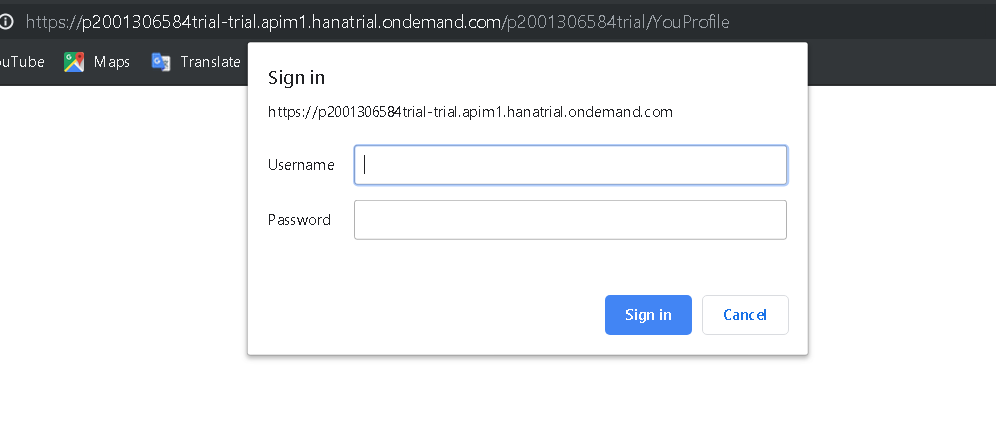 https://p2001306584trial-trial.apim1.hanatrial.ondemand.com/p2001306584trial/YouProfile
ouTube Maps Translate
Sign in
https://p2001306584trial-trial.apim1.hanatrial.ondemand.com
Username
Password
Sign in Cancel